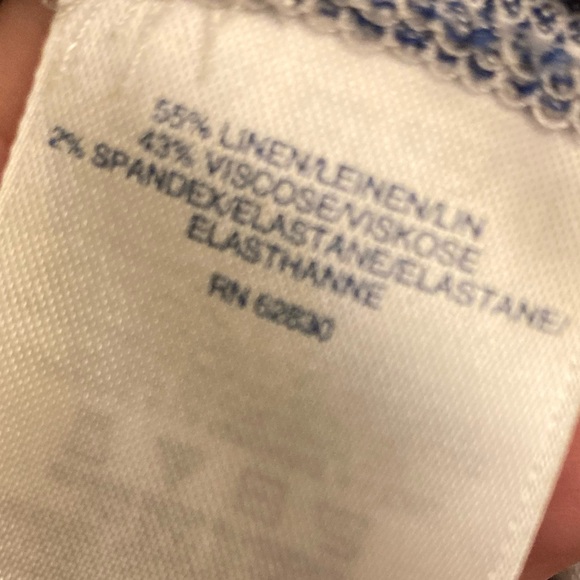 55% LINEN/LEINEN/LIN
43% VISCOSE/VISKOSE
2% SPANDEX/ELASTANE/ELASTANE/
ELASTHANNE
RN 62830